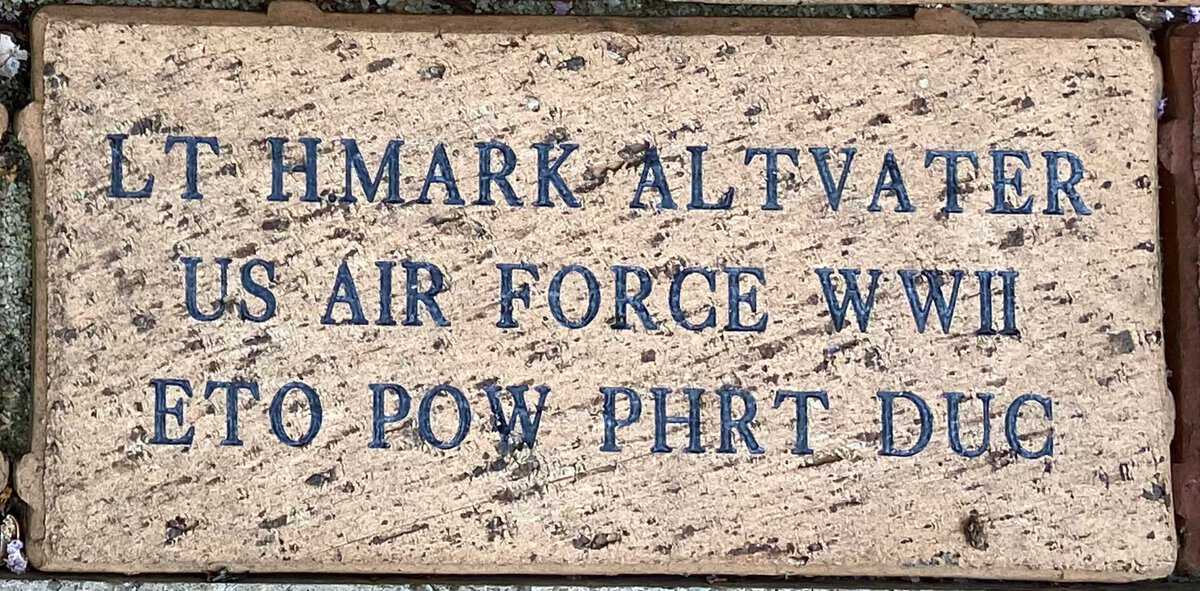 LT H.MARK ALTVATER
US AIR FORCE WWII
ETO POW PHRT DUC